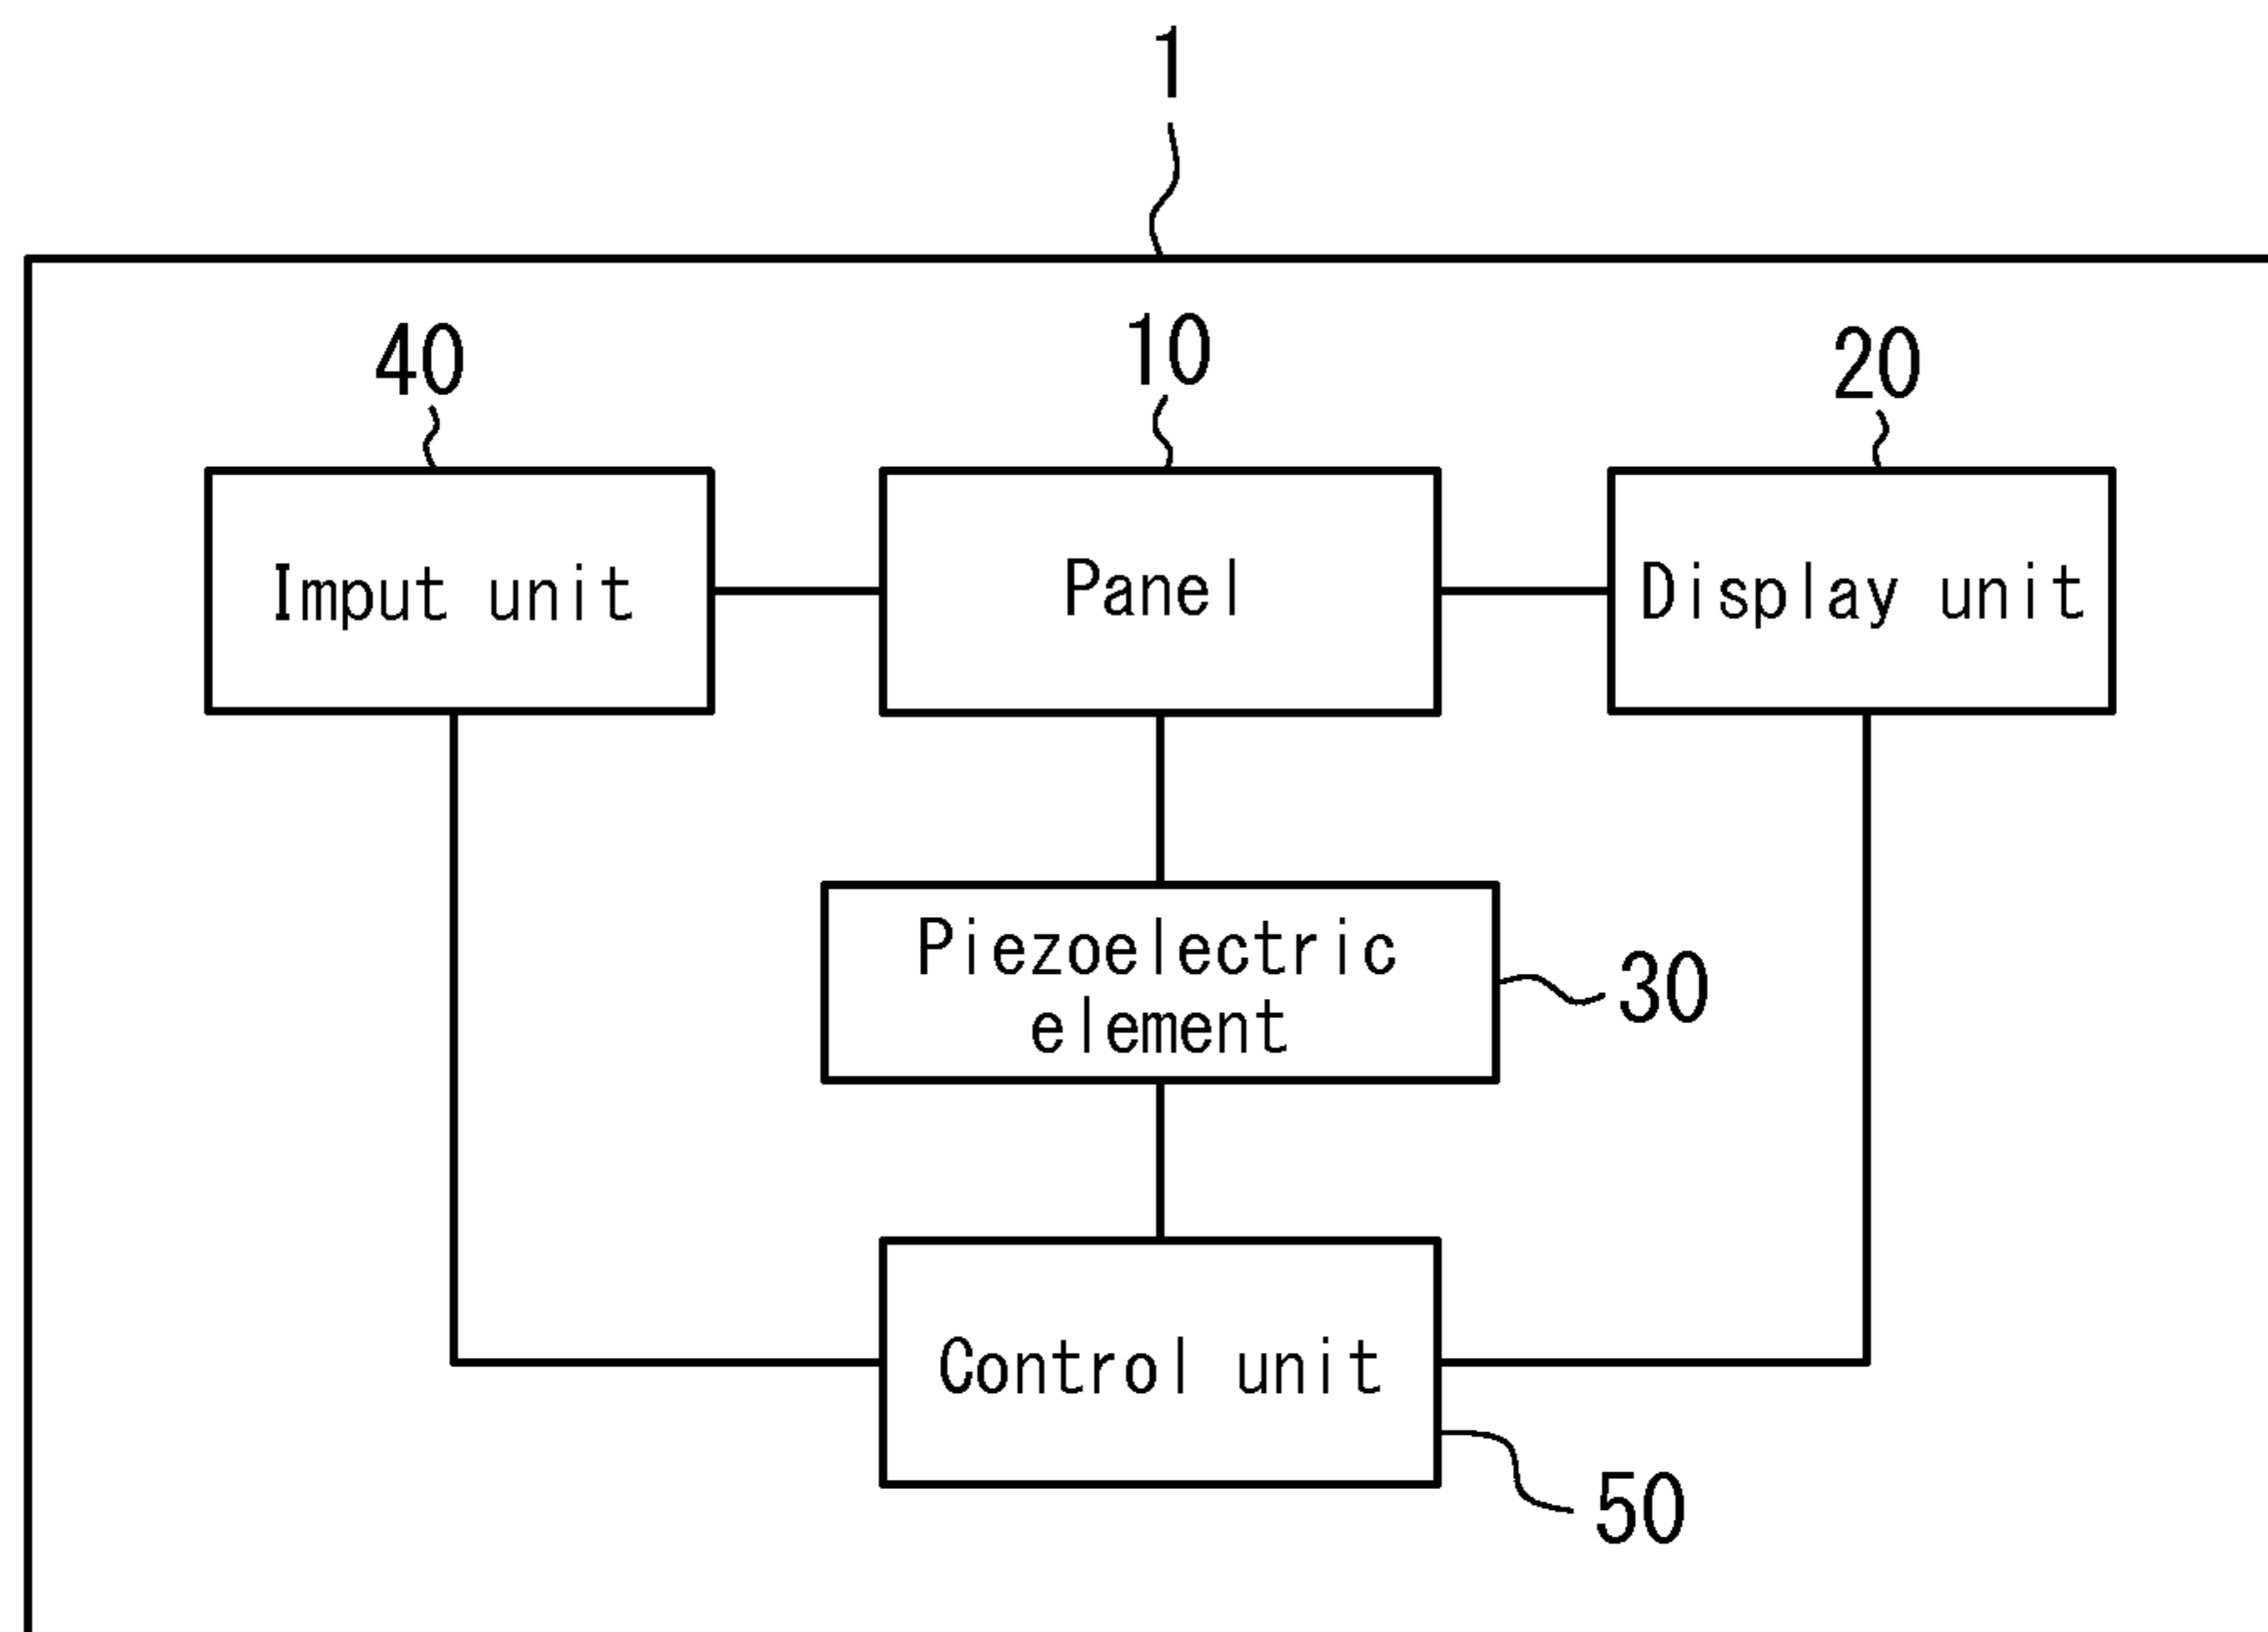 1
40
10
20
Imput unit
Panel
Display unit
Piezoelectric
element
30
Control unit
50